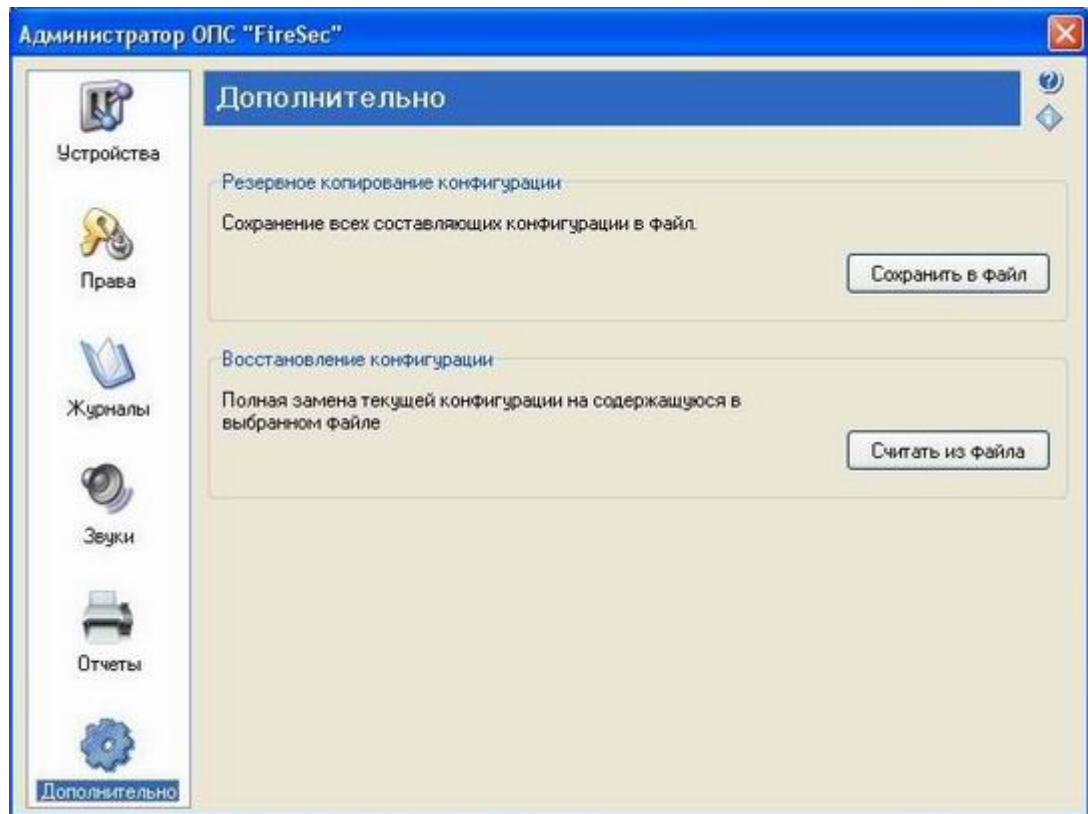 Администратор ОПС "FireSec"
Устройства
Права
Журналы
Звуки
Отчеты
Дополнительно
Дополнительно
Резервное копирование конфигурации
Сохранение всех составляющих конфигурации в файл.
Сохранить в файл
Восстановление конфигурации
Полная замена текущей конфигурации на содержащуюся в
выбранном файле
Считать из файла